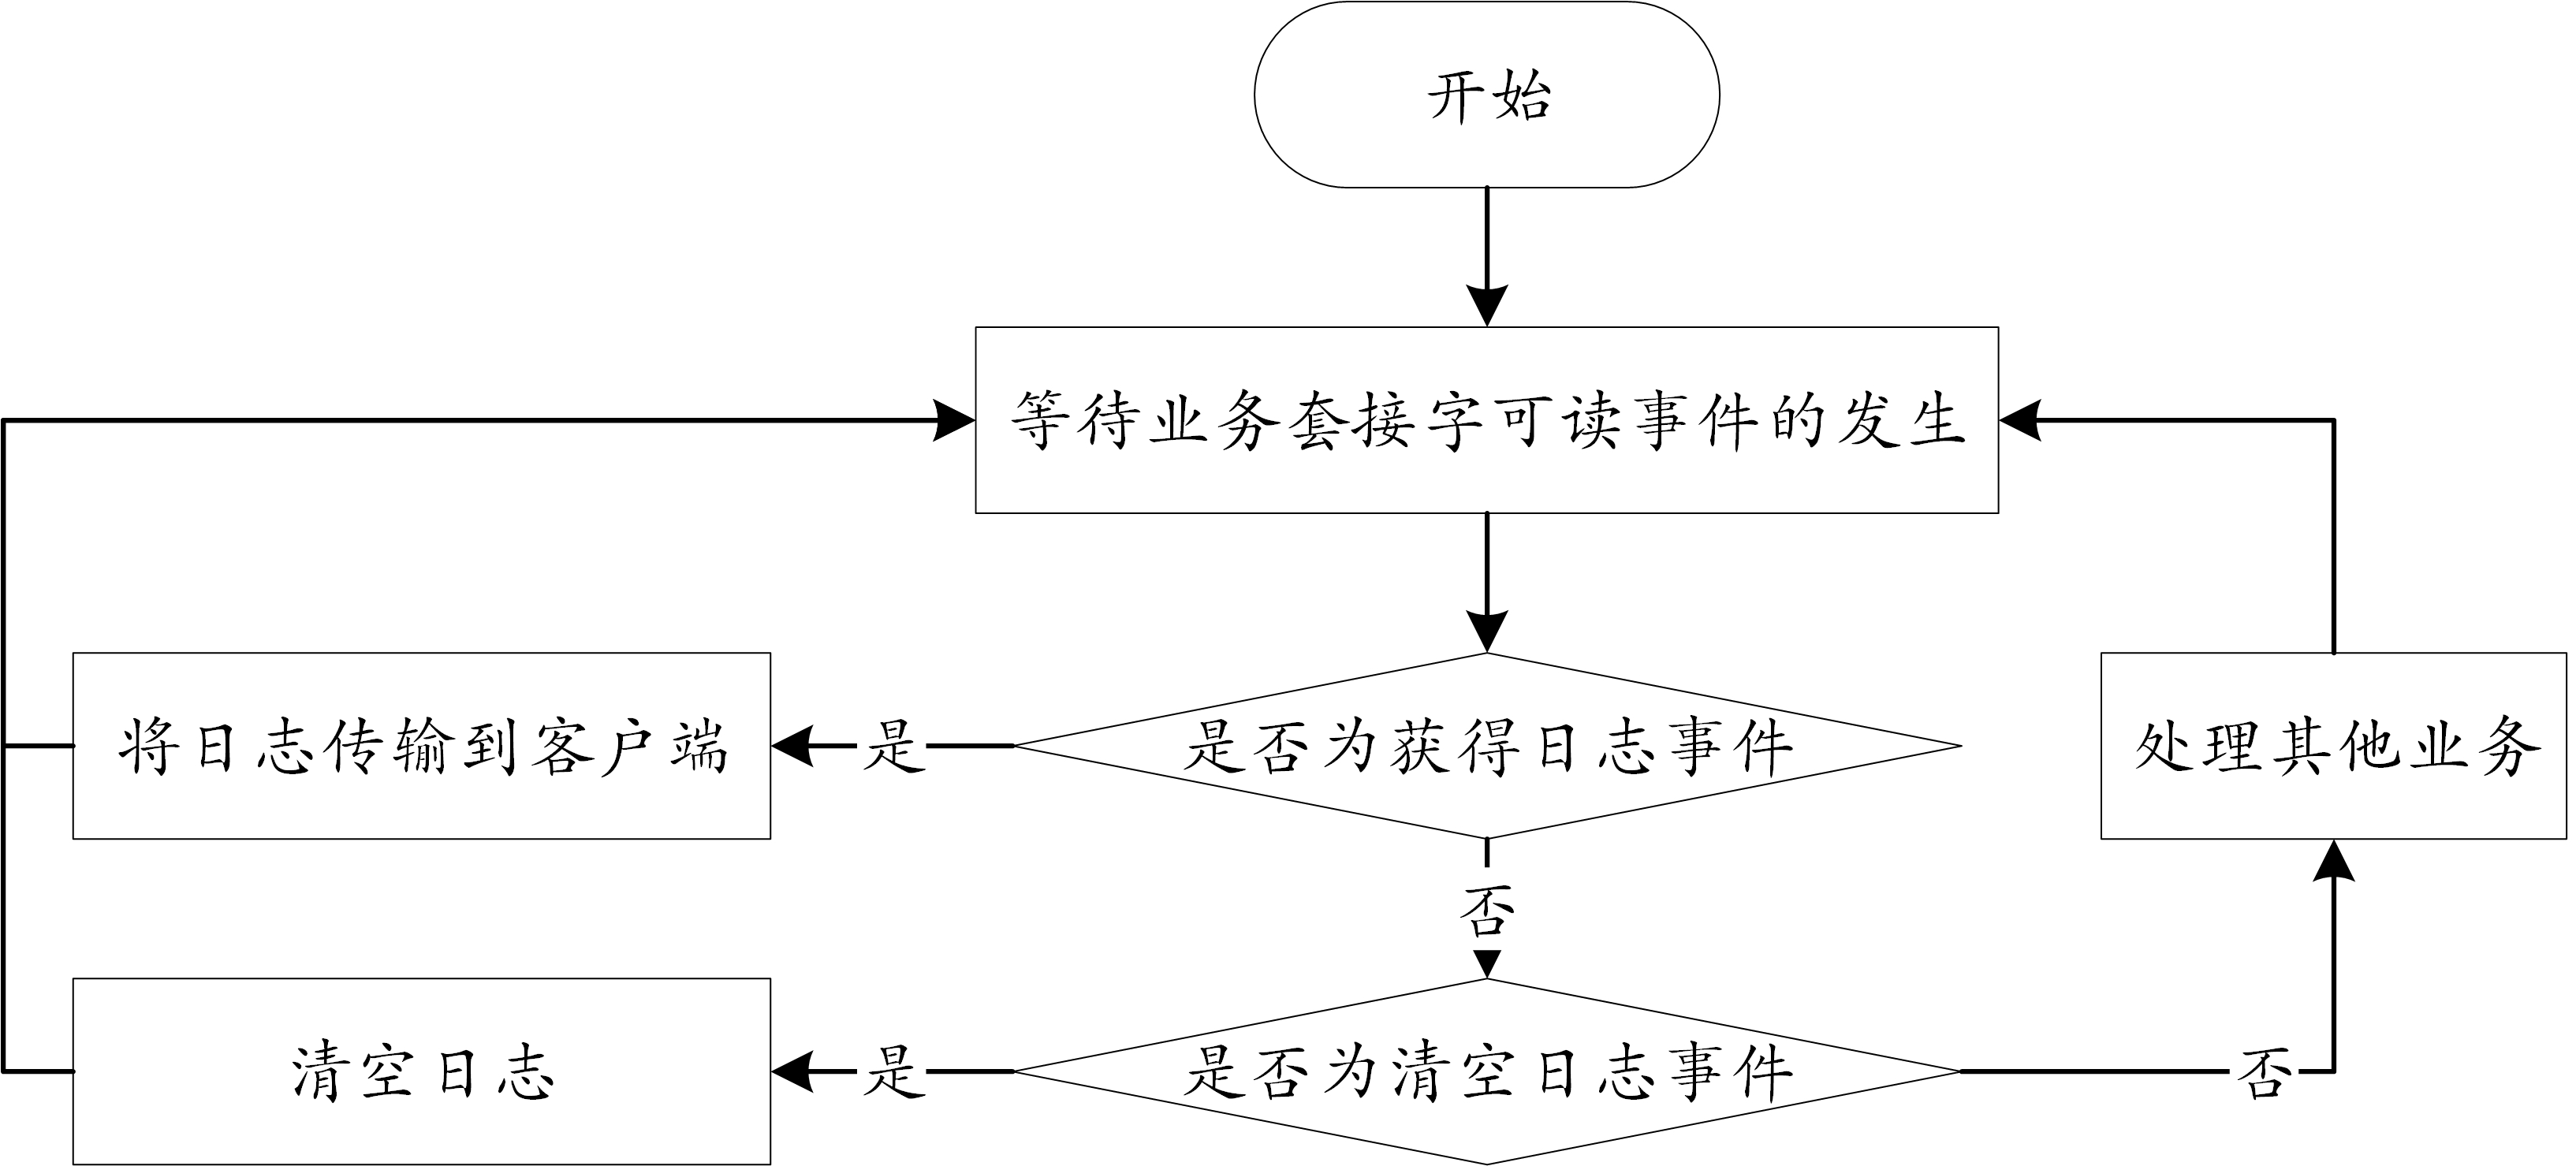 开始
等待业务套接字可读事件的发生
将日志传输到客户端
是
是否为获得日志事件
处理其他业务
否
清空日志
是
是否为清空日志事件
否